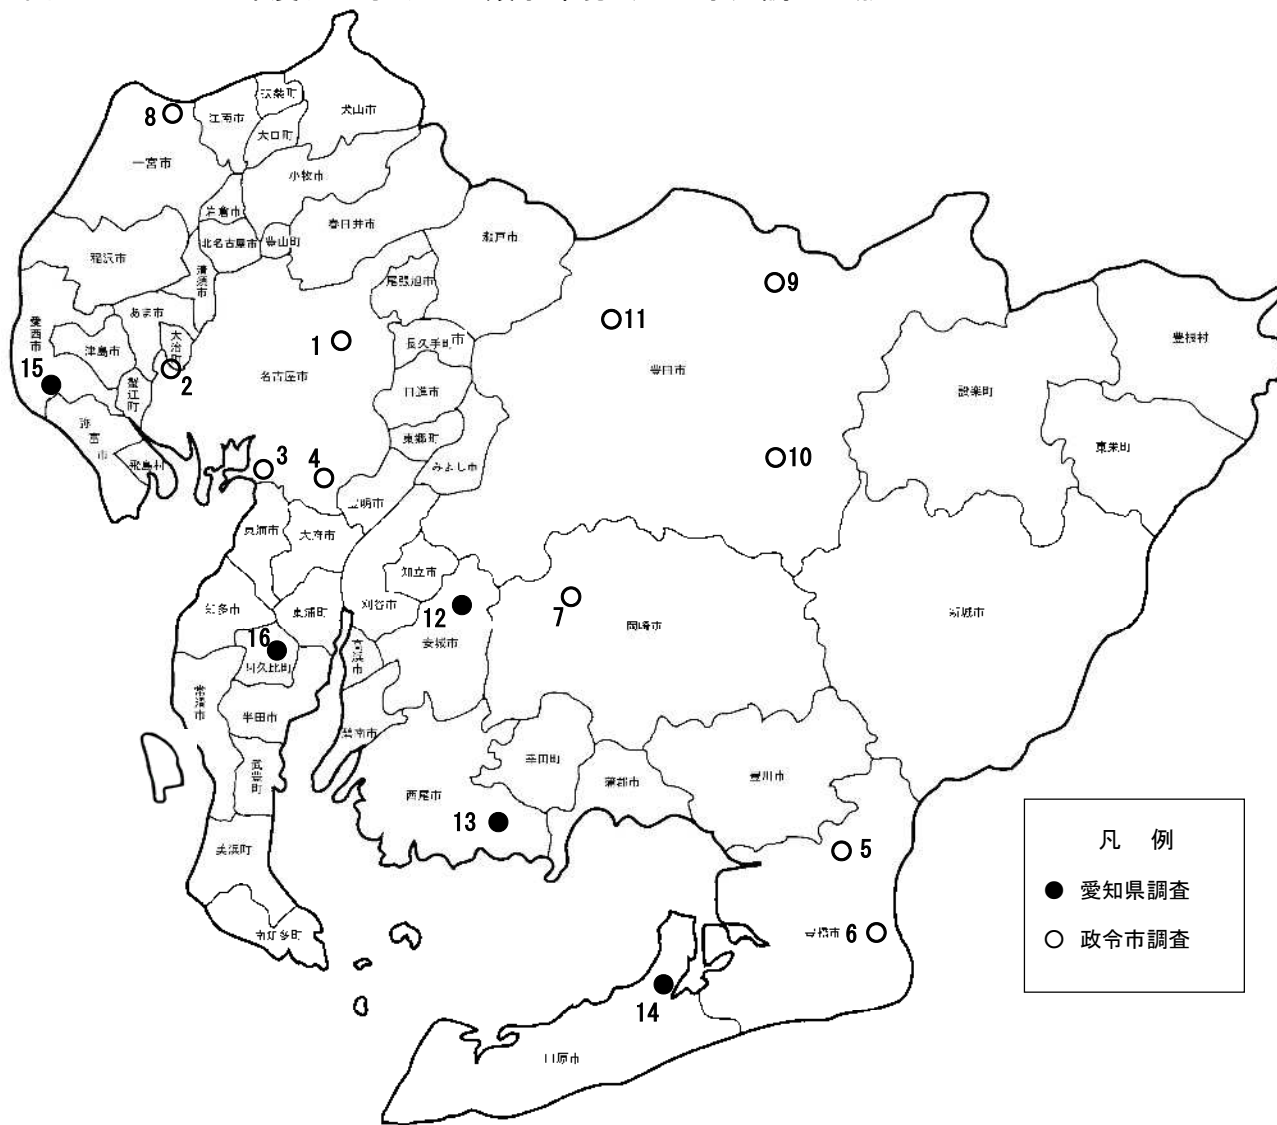 扶桑町
犬山市
8
江南市
大口町
一宮市
小牧市
岩倉市
春日井市
北名古屋市
豊山町
瀬戸市
稲沢市
清須市
尾張旭市
9
あま市
愛西市
11
大治町
1
長久手町
市
豊根村
津島市
豊田市
15
2
名古屋市
蟹江町
日進市
設楽町
弥富市
東郷町
東栄町
飛島村
3
4
みよし市
10
豊明市
東海市
大府市
知立市
知多市
東浦町
刈谷市
12
7
岡崎市
新城市
16
安城市
阿久比町
高浜市
常滑市
半田市
碧南市
幸田町
豊川市
武豊町
蒲郡市
西尾市
13
凡 例
美浜町
5
愛知県調査
豊橋市
6
政令市調査
南知多町
14
田原市